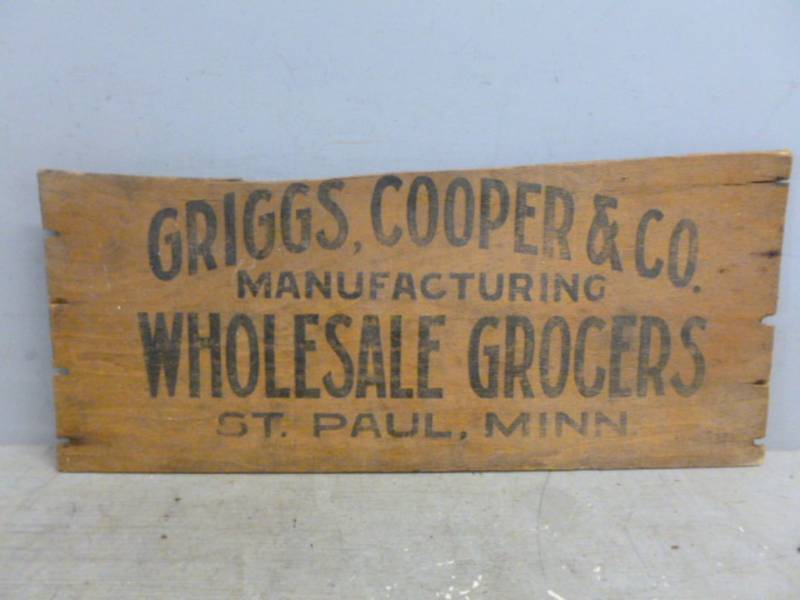 GRIGGS, COOPER & CO.
MANUFACTURING
WHOLESALE GROCERS
ST. PAUL, MINN.